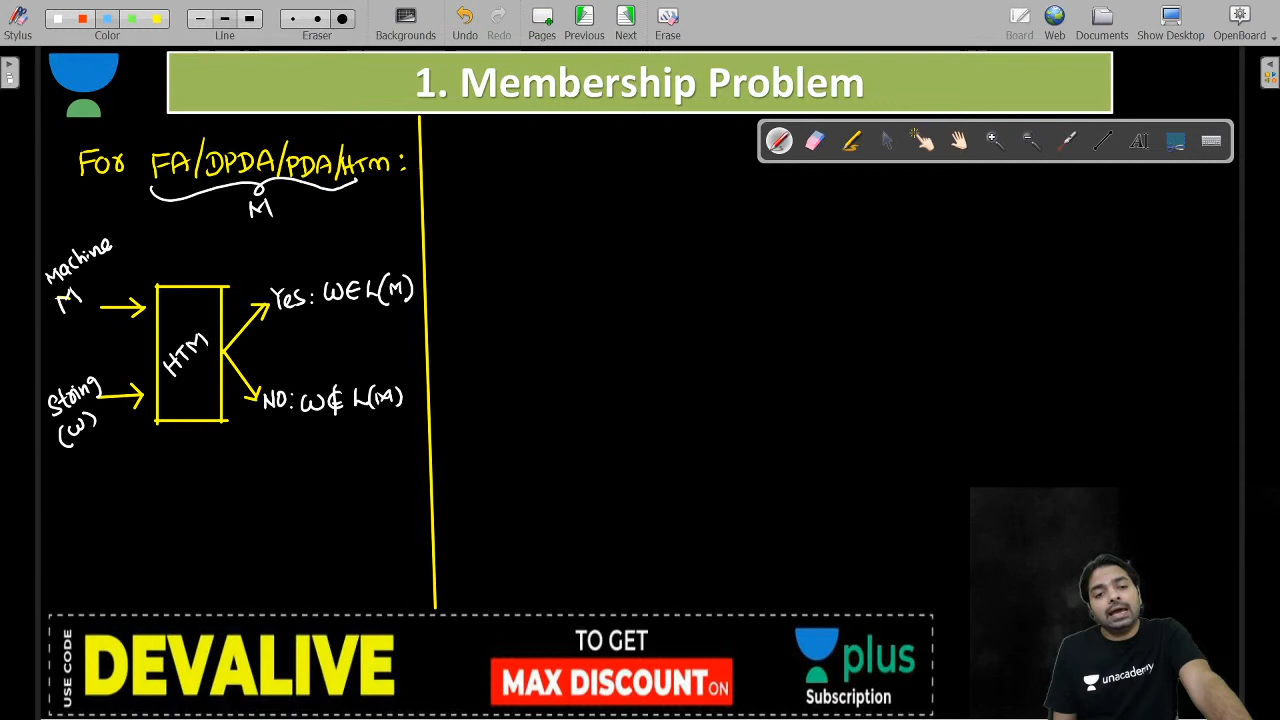 Stylus
Color
Line
Eraser
Backgrounds
Undo
Redo
Pages
Previous
Next
Erase
Board
Web
Documents
Show Desktop
OpenBoard
1. Membership Problem
For FA/DPDA/PDA/HTM:
M
Machine
M
String
(w)
HTM
Yes: w∈L(M)
NO: w∉L(M)
USE CODE
DEVALIVE
TO GET
MAX DISCOUNT ON
plus
Subscription
unacademy